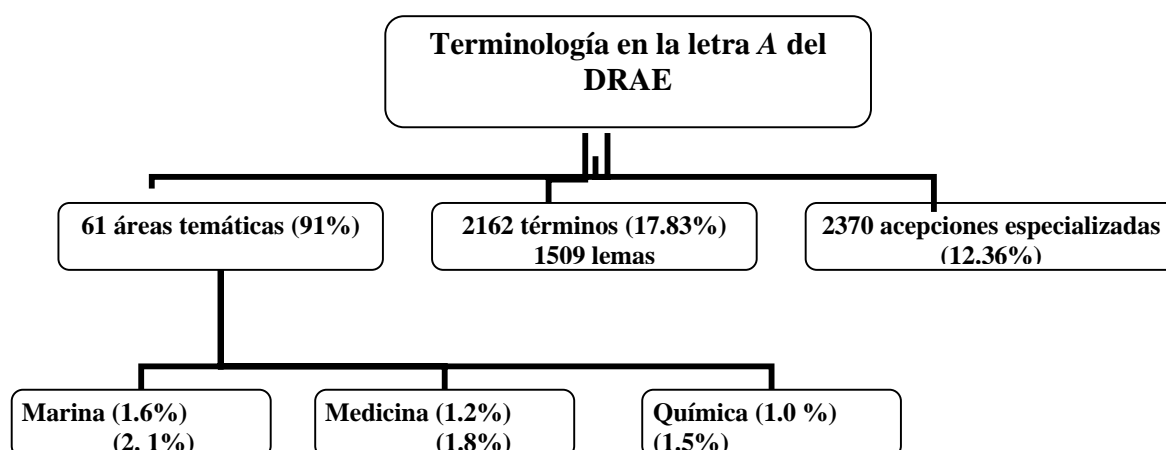 Terminología en la letra A del
DRAE
61 áreas temáticas (91%)
2162 términos (17.83%)
1509 lemas
2370 acepciones especializadas
(12.36%)
Marina (1.6%)
(2, 1%)
Medicina (1.2%)
(1.8%)
Química (1.0 %)
(1.5%)